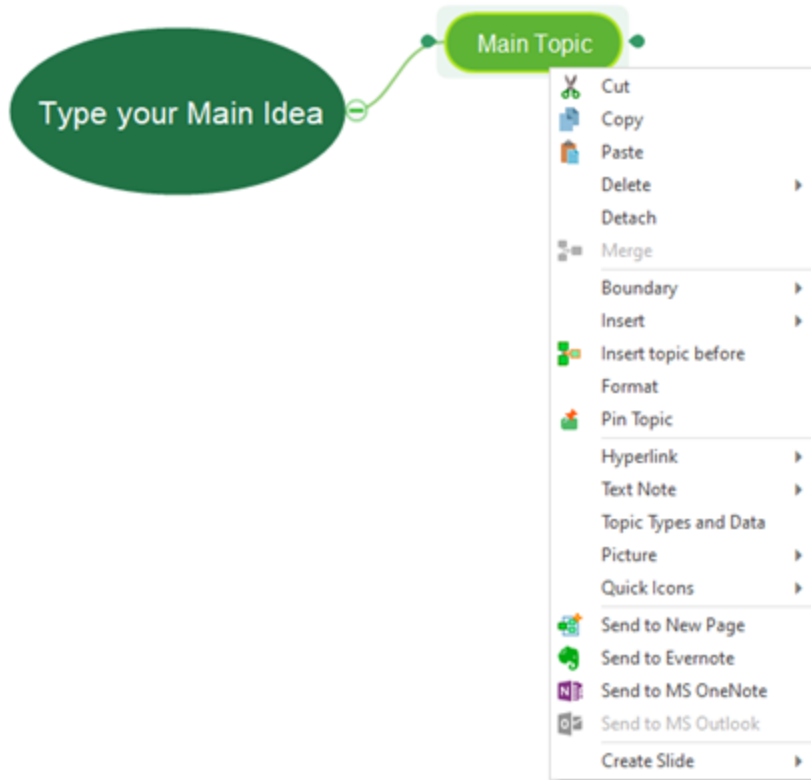 Main Topic
Type your Main Idea
Cut
Copy
Paste
Delete
Detach
Merge
Boundary
Insert
Insert topic before
Format
Pin Topic
Hyperlink
Text Note
Topic Types and Data
Picture
Quick Icons
Send to New Page
Send to Evernote
Send to MS OneNote
Send to MS Outlook
Create Slide